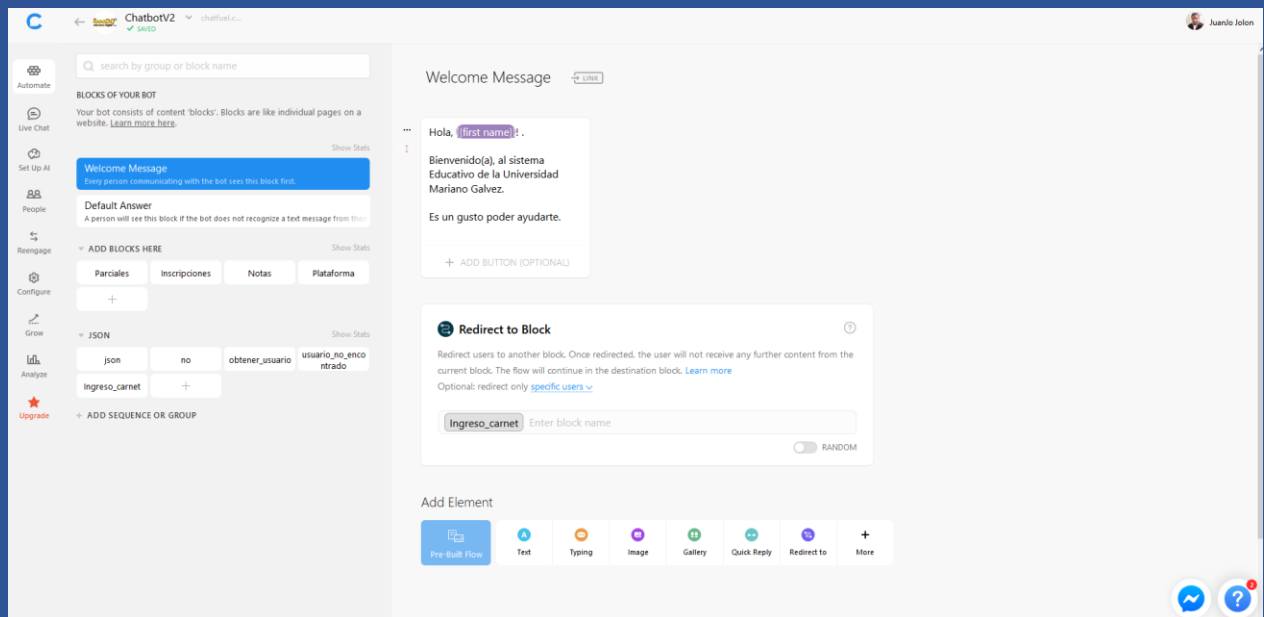 ChatbotV2
chatfuel.c...
SAVED
JuanJo Jolon
Automate
Live Chat
Set Up AI
People
Reengage
Configure
Grow
Analyze
Upgrade
search by group or block name
BLOCKS OF YOUR BOT
Your bot consists of content 'blocks'. Blocks are like individual pages on a
website. Learn more here.
Show Stats
Welcome Message
Every person communicating with the bot sees this block first.
Default Answer
A person will see this block if the bot does not recognize a text message from
ADD BLOCKS HERE
Show Stats
Parciales
Inscripciones
Notas
Plataforma
JSON
Show Stats
json
no
obtener_usuario
usuario_no_enco
ntrado
Ingreso_carnet
+ ADD SEQUENCE OR GROUP
Welcome Message
LINK
Hola, {{first name}}! .
Bienvenido(a), al sistema
Educativo de la Universidad
Mariano Galvez.
Es un gusto poder ayudarte.
+ ADD BUTTON (OPTIONAL)
Redirect to Block
?
Redirect users to another block. Once redirected, the user will not receive any further content from the
current block. The flow will continue in the destination block. Learn more
Optional: redirect only specific users
Ingreso_carnet
Enter block name
RANDOM
Add Element
Pre-Built Flow
A
Text
Typing
Image
Gallery
Quick Reply
Redirect to
+
More
?
2